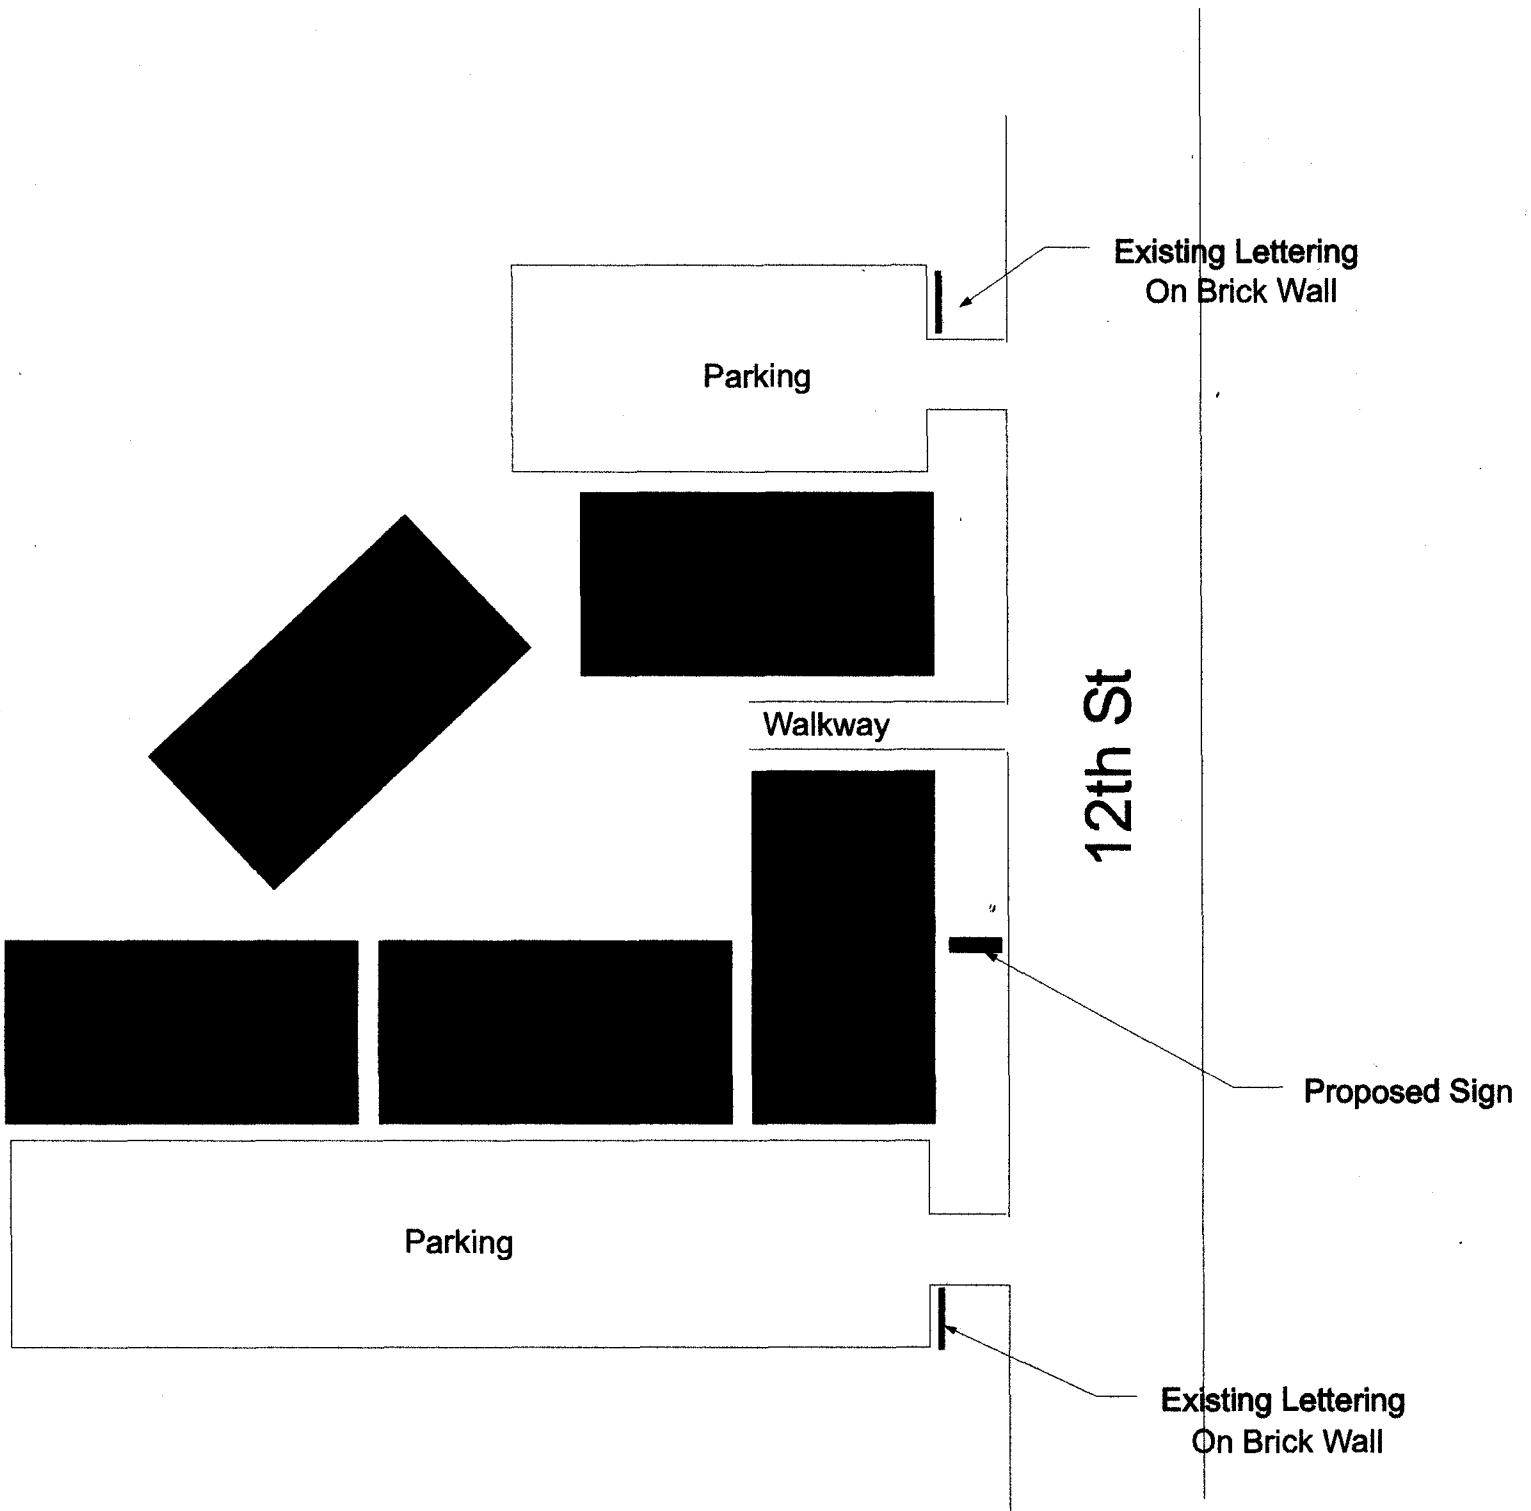 Existing Lettering
On Brick Wall
Parking
Walkway
12th St
Proposed Sign
Parking
Existing Lettering
On Brick Wall